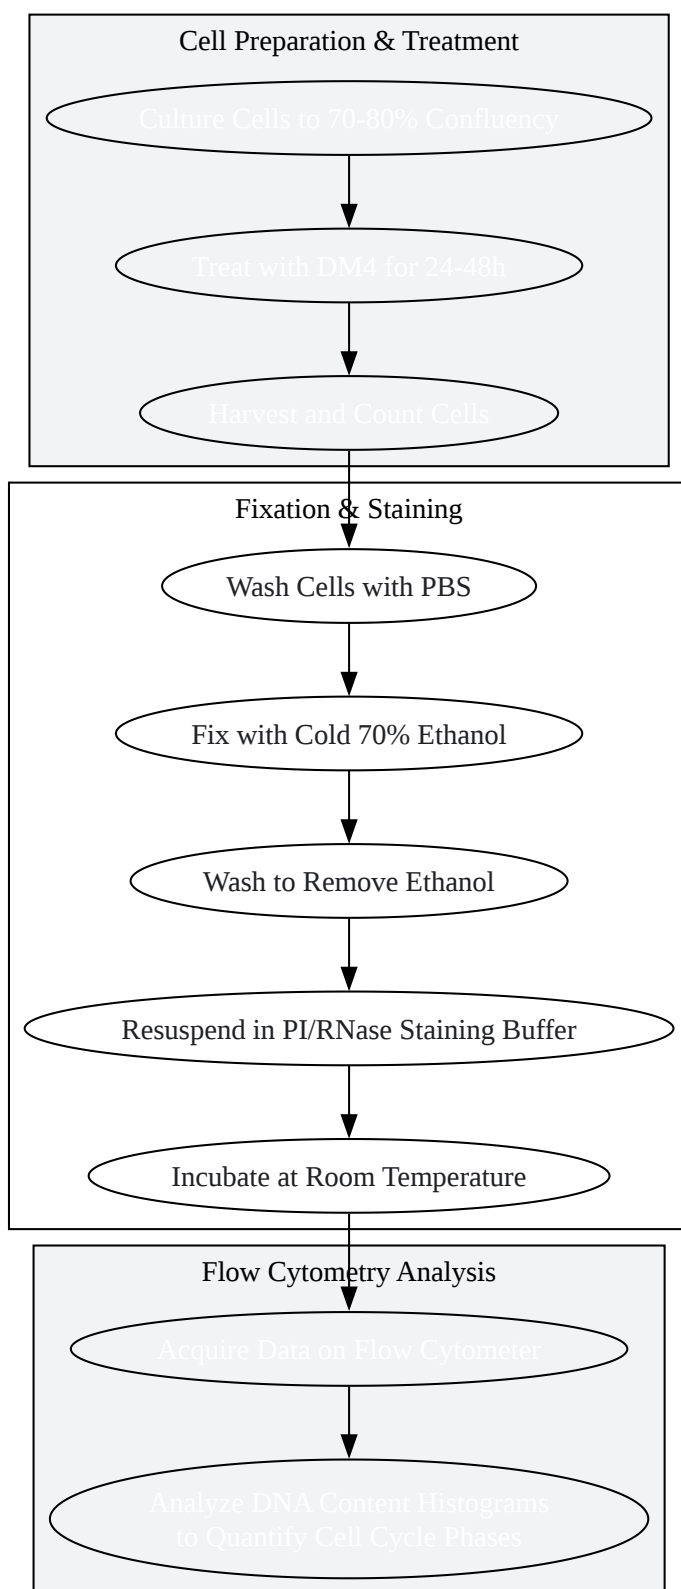 Cell Preparation & Treatment
Culture Cells to 70-80% Confluency
Treat with DM4 for 24-48h
Harvest and Count Cells
Fixation & Staining
Wash Cells with PBS
Fix with Cold 70% Ethanol
Wash to Remove Ethanol
Resuspend in PI/RNase Staining Buffer
Incubate at Room Temperature
Flow Cytometry Analysis
Acquire Data on Flow Cytometer
Analyze DNA Content Histograms
to Quantify Cell Cycle Phases